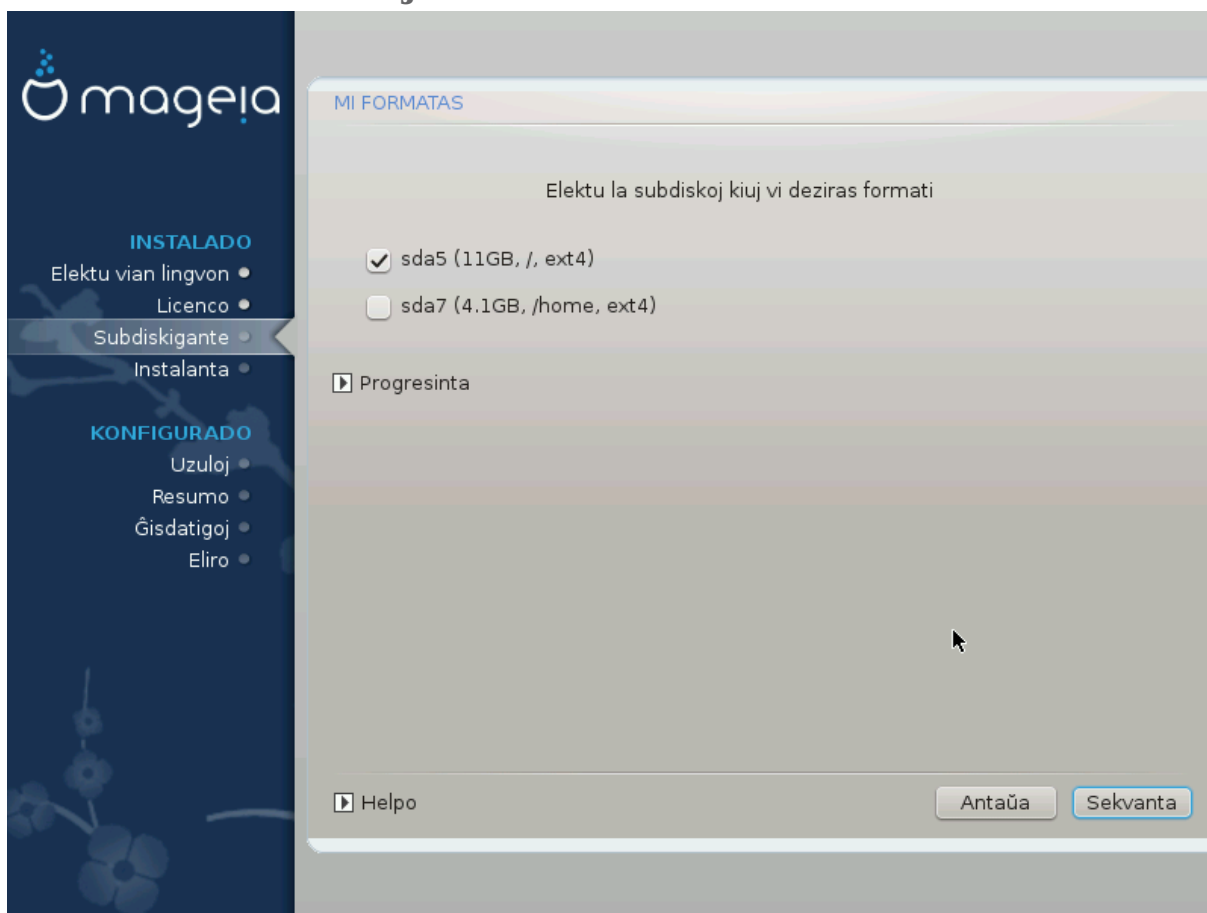 mageia
INSTALADO
Elektu vian lingvon
Licenco
Subdiskigante
Instalanta
KONFIGURADO
Uzuloj
Resumo
Ĝisdatigoj
Eliro
MI FORMATAS
Elektu la subdiskoj kiuj vi deziras formati
sda5 (11GB, /, ext4)
sda7 (4.1GB, /home, ext4)
Progresinta
Helpo
Antaŭa
Sekvanta